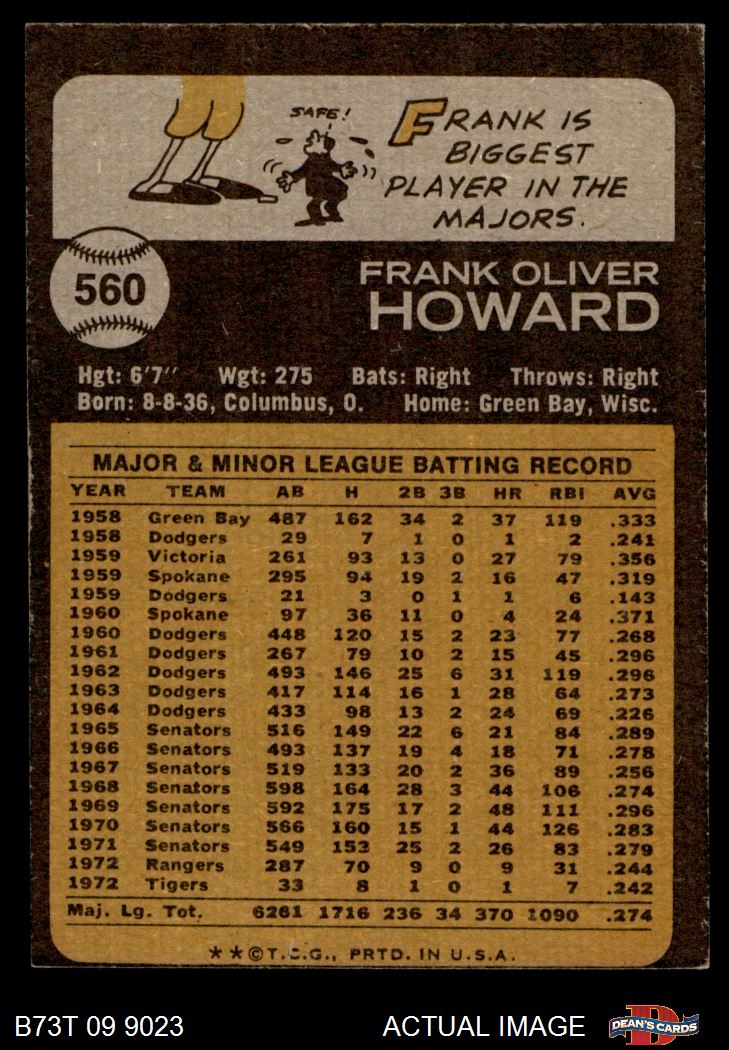 SAFE!
FRANK IS
BIGGEST
PLAYER IN THE
MAJORS.
560
FRANK OLIVER
HOWARD
Hgt: 6'7" Wgt: 275 Bats: Right Throws: Right
Born: 8-8-36, Columbus, O. Home: Green Bay, Wisc.
MAJOR & MINOR LEAGUE BATTING RECORD
YEAR TEAM AB H 2B 3B HR RBI AVG
1958 Green Bay 487 162 34 2 37 119 .333
1958 Dodgers 29 7 1 0 1 2 .241
1959 Victoria 261 93 13 0 27 79 .356
1959 Spokane 295 94 19 2 16 47 .319
1959 Dodgers 21 3 0 1 1 6 .143
1960 Spokane 97 36 11 0 4 24 .371
1960 Dodgers 448 120 15 2 23 77 .268
1961 Dodgers 267 79 10 2 15 45 .296
1962 Dodgers 493 146 25 6 31 119 .296
1963 Dodgers 417 114 16 1 28 64 .273
1964 Dodgers 433 98 13 2 24 69 .226
1965 Senators 516 149 22 6 21 84 .289
1966 Senators 493 137 19 4 18 71 .278
1967 Senators 519 133 20 2 36 89 .256
1968 Senators 598 164 28 3 44 106 .274
1969 Senators 592 175 17 2 48 111 .296
1970 Senators 566 160 15 1 44 126 .283
1971 Senators 549 153 25 2 26 83 .279
1972 Rangers 287 70 9 0 9 31 .244
1972 Tigers 33 8 1 0 1 7 .242
Maj. Lg. Tot. 6261 1716 236 34 370 1090 .274
**©T.C.G., PRTD. IN U.S.A.
B73T 09 9023 ACTUAL IMAGE DEAN'S CARDS